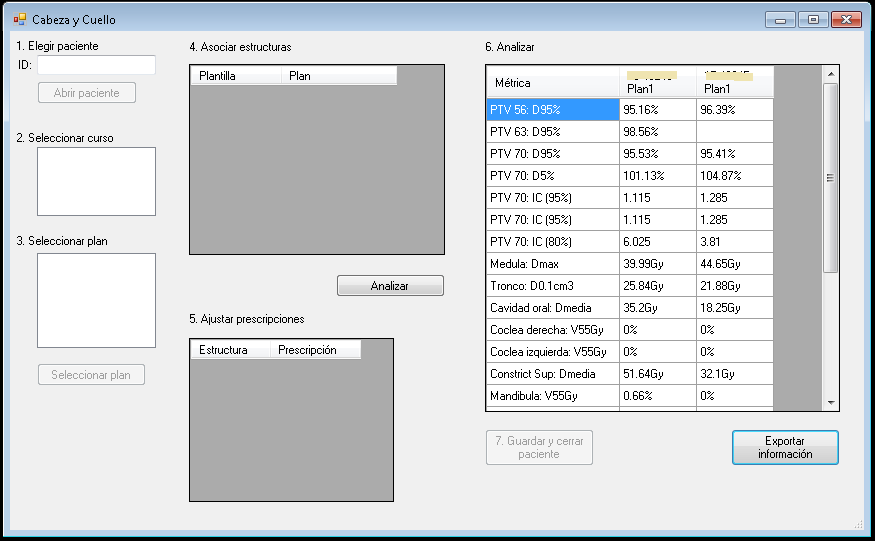 Cabeza y Cuello
1. Elegir paciente
ID:
Abrir paciente
2. Seleccionar curso
3. Seleccionar plan
Seleccionar plan
4. Asociar estructuras
Plantilla Plan
Analizar
5. Ajustar prescripciones
Estructura Prescripción
6. Analizar
Métrica Plan1 Plan1
PTV 56: D95% 95.16% 96.39%
PTV 63: D95% 98.56%
PTV 70: D95% 95.53% 95.41%
PTV 70: D5% 101.13% 104.87%
PTV 70: IC (95%) 1.115 1.285
PTV 70: IC (95%) 1.115 1.285
PTV 70: IC (80%) 6.025 3.81
Medula: Dmax 39.99Gy 44.65Gy
Tronco: D0.1cm3 25.84Gy 21.88Gy
Cavidad oral: Dmedia 35.2Gy 18.25Gy
Coclea derecha: V55Gy 0% 0%
Coclea izquierda: V55Gy 0% 0%
Constrict Sup: Dmedia 51.64Gy 32.1Gy
Mandibula: V55Gy 0.66% 0%
7. Guardar y cerrar
paciente
Exportar
información